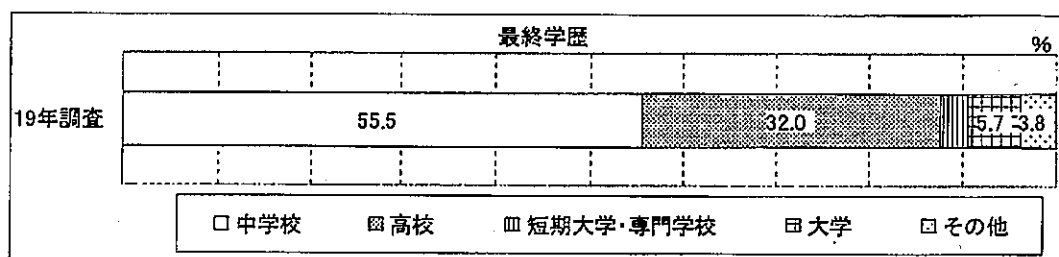 最終学歴
%
19年調査 55.5 32.0 5.7 3.8
□中学校 高校 短期大学・専門学校 大学 その他